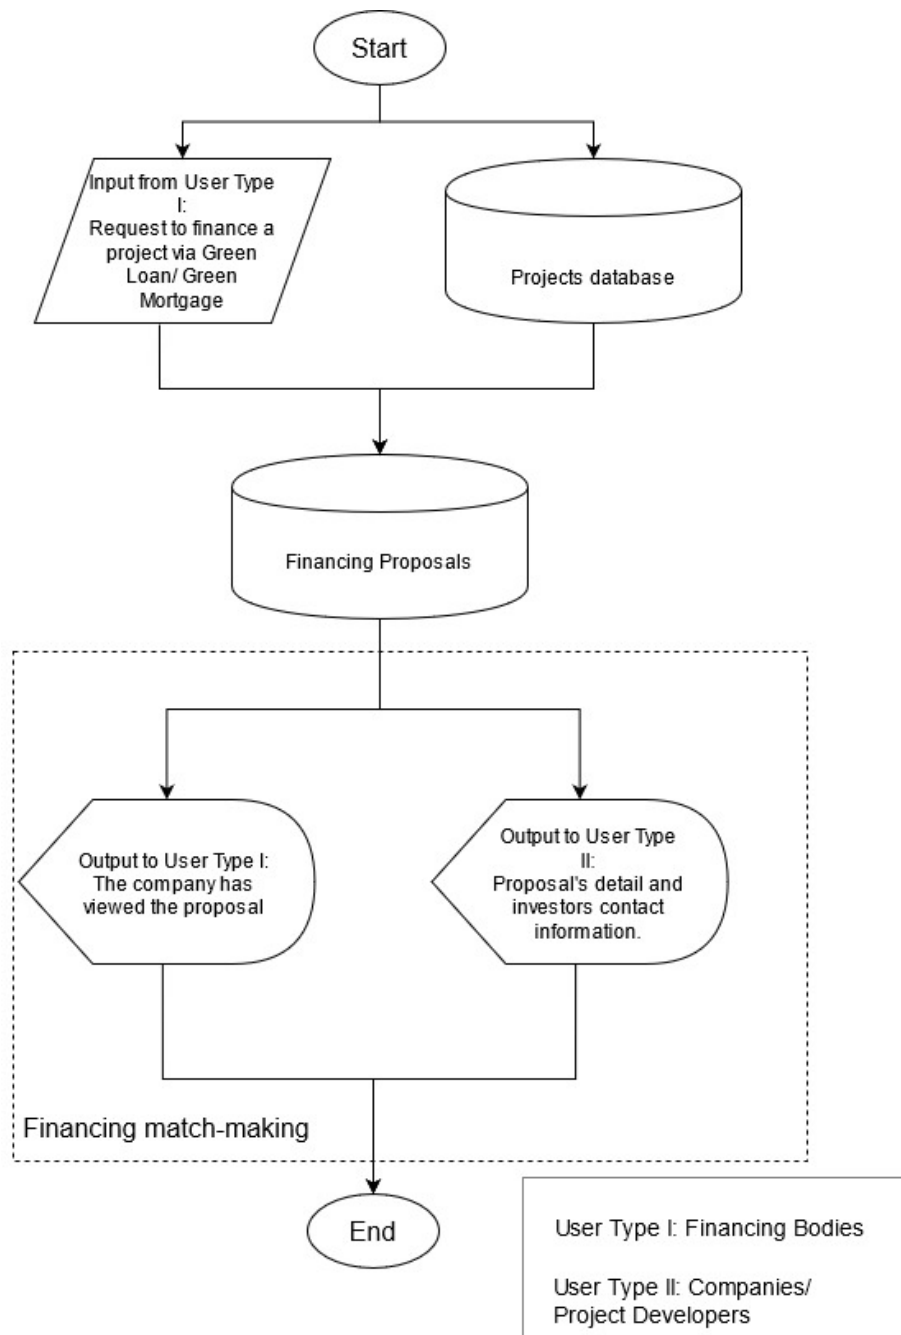 Start
Input from User Type
I:
Request to finance a
project via Green
Loan/ Green
Mortgage
Projects database
Financing Proposals
Output to User Type I:
The company has
viewed the proposal
Output to User Type
II:
Proposal's detail and
investors contact
information.
Financing match-making
End
User Type I: Financing Bodies
User Type II: Companies/
Project Developers